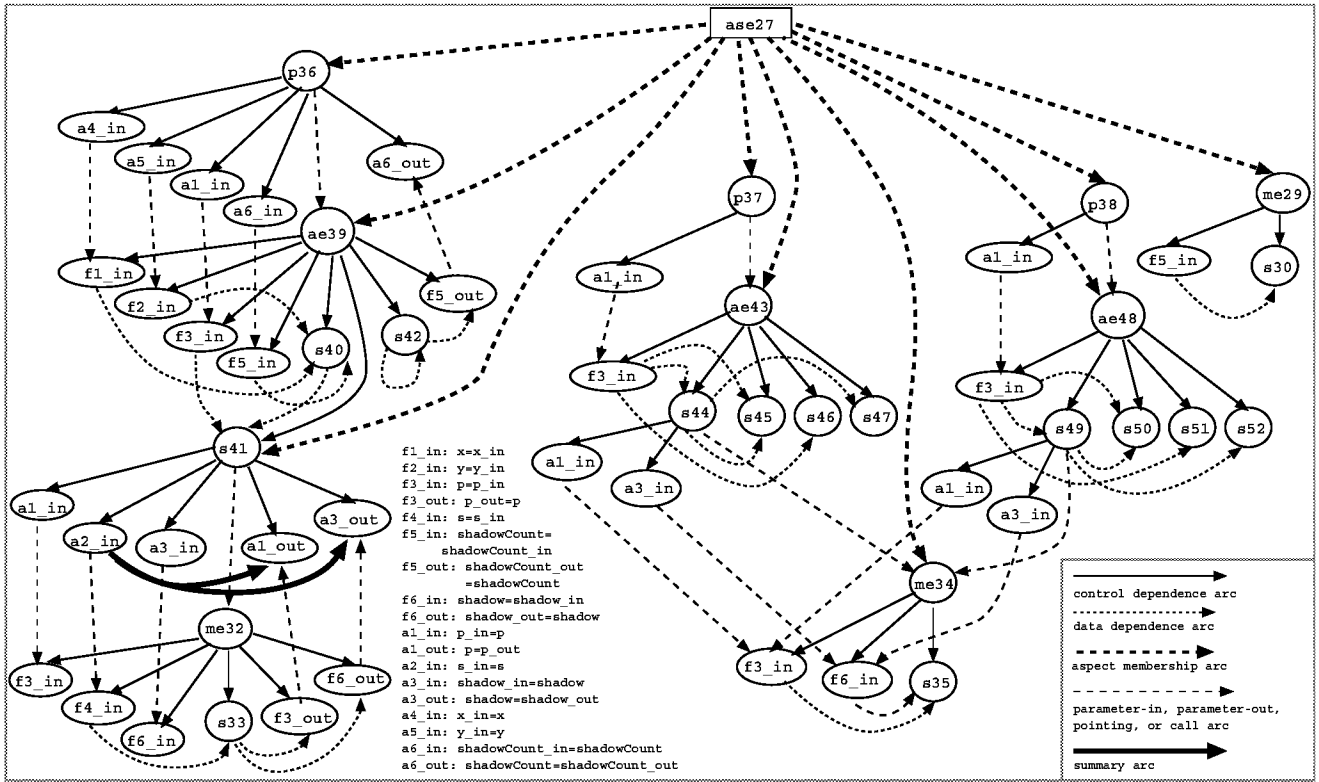 ase27
p36
a4_in
a5_in
a1_in
a6_in
a6_out
ae39
f1_in
f2_in
f3_in
f5_in
s40
s42
f5_out
s41
a1_in
a2_in
a3_in
a1_out
a3_out
me32
f3_in
f4_in
f6_in
s33
f3_out
f6_out
p37
a1_in
ae43
f3_in
s44
s45
s46
s47
a1_in
a3_in
p38
a1_in
ae48
f3_in
s49
s50
s51
s52
a1_in
a3_in
me29
f5_in
s30
me34
f3_in
f6_in
s35
f1_in: x=x_in
f2_in: y=y_in
f3_in: p=p_in
f3_out: p_out=p
f4_in: s=s_in
f5_in: shadowCount=
shadowCount_in
f5_out: shadowCount_out
=shadowCount
f6_in: shadow=shadow_in
f6_out: shadow_out=shadow
a1_in: p_in=p
a1_out: p=p_out
a2_in: s_in=s
a3_in: shadow_in=shadow
a3_out: shadow=shadow_out
a4_in: x_in=x
a5_in: y_in=y
a6_in: shadowCount_in=shadowCount
a6_out: shadowCount=shadowCount_out
control dependence arc
data dependence arc
aspect membership arc
parameter-in, parameter-out,
pointing, or call arc
summary arc